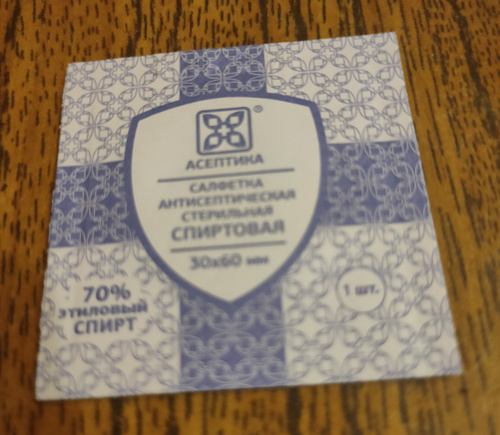 ®
АСЕПТИКА
САЛФЕТКА
АНТИСЕПТИЧЕСКАЯ
СТЕРИЛЬНАЯ
СПИРТОВАЯ
30х60 мм
70%
этиловый
СПИРТ
1 шт.